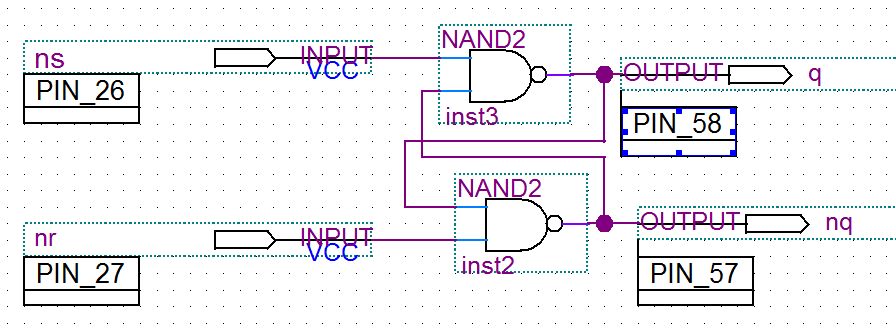 ns
INPUT
VCC
PIN_26
NAND2
inst3
OUTPUT
q
PIN_58
nr
INPUT
VCC
PIN_27
NAND2
inst2
OUTPUT
nq
PIN_57